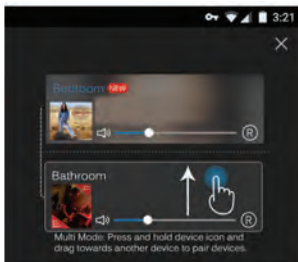 3:21
Bedroom NEW
R
Bathroom
R
Multi Mode: Press and hold device icon and
drag towards another device to pair devices.